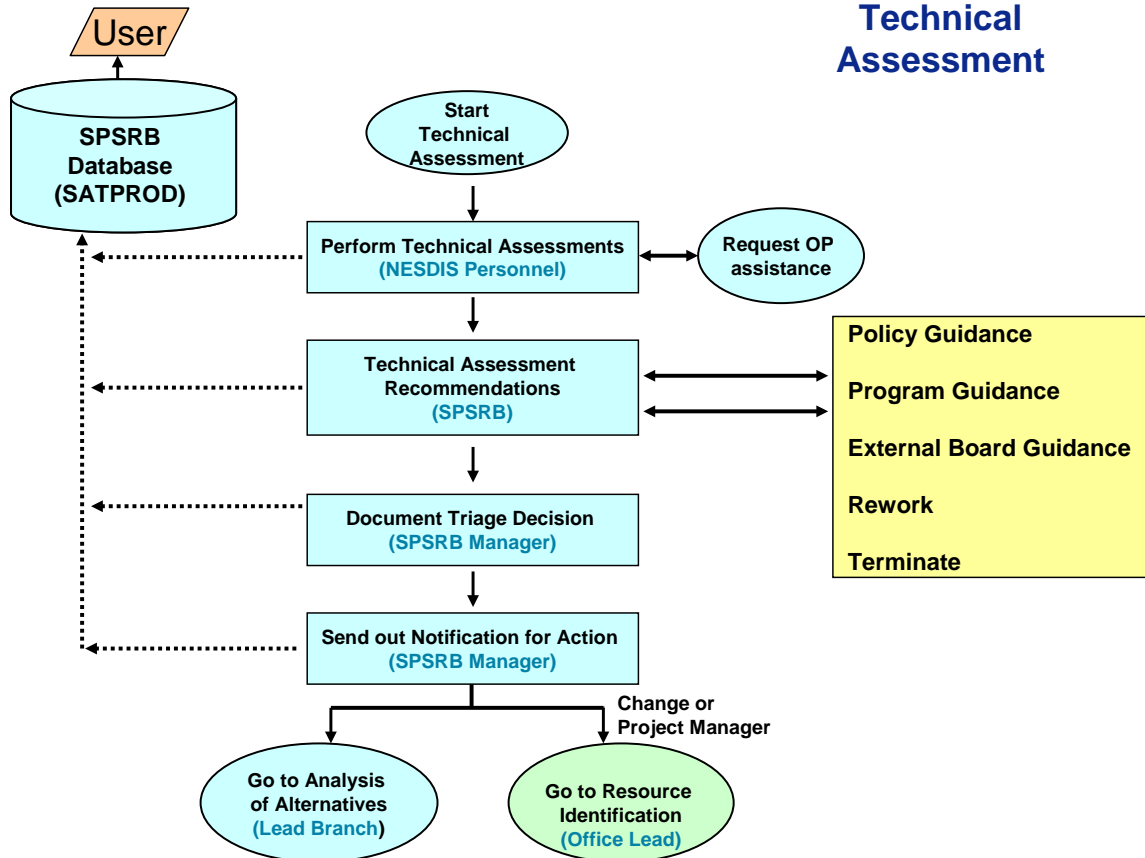 Technical
Assessment
User
SPSRB
Database
(SATPROD)
Start
Technical
Assessment
Perform Technical Assessments
(NESDIS Personnel)
Request OP
assistance
Technical Assessment
Recommendations
(SPSRB)
Policy Guidance
Program Guidance
External Board Guidance
Rework
Terminate
Document Triage Decision
(SPSRB Manager)
Send out Notification for Action
(SPSRB Manager)
Change or
Project Manager
Go to Analysis
of Alternatives
(Lead Branch)
Go to Resource
Identification
(Office Lead)